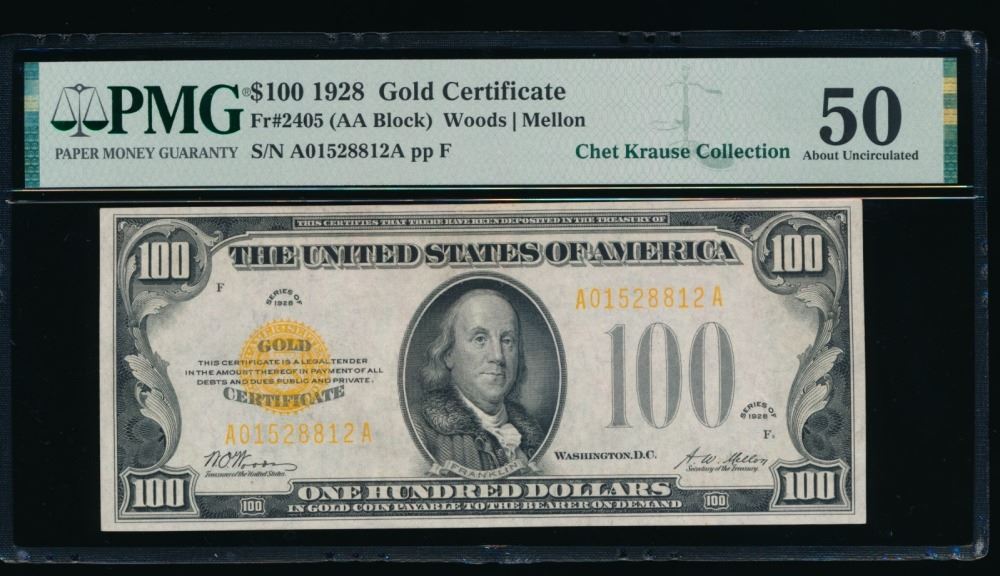 PMG®
PAPER MONEY GUARANTY
$100 1928 Gold Certificate
Fr#2405 (AA Block) Woods | Mellon
S/N A01528812A pp F
Chet Krause Collection
50
About Uncirculated
THIS CERTIFIES THAT THERE HAVE BEEN DEPOSITED IN THE TREASURY OF
100
THE UNITED STATES OF AMERICA
100
F
SERIES OF
1928
A01528812A
GOLD
THIS CERTIFICATE IS A LEGAL TENDER
IN THE AMOUNT THEREOF IN PAYMENT OF ALL
DEBTS AND DUES PUBLIC AND PRIVATE.
CERTIFICATE
100
SERIES OF
1928
A01528812A
F
WASHINGTON, D.C.
W.O. Woods
Treasurer of the United States.
A. W. Mellon
Secretary of the Treasury.
FRANKLIN
100
ONE HUNDRED DOLLARS
100
100
IN GOLD COIN PAYABLE TO THE BEARER ON DEMAND
100